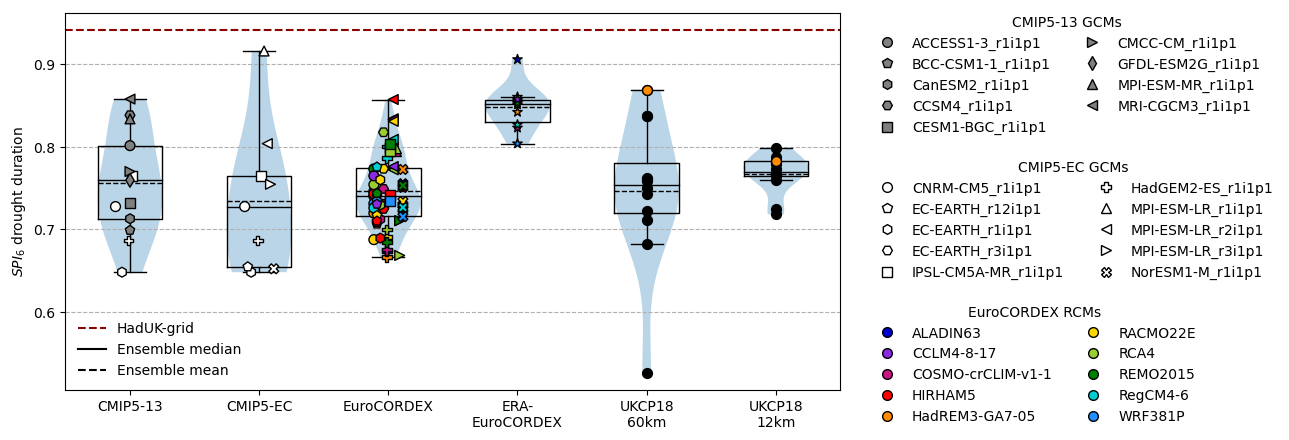 SPI6 drought duration
0.9
0.8
0.7
0.6
HadUK-grid
Ensemble median
Ensemble mean
CMIP5-13
CMIP5-EC
EuroCORDEX
ERA-
EuroCORDEX
UKCP18
60km
UKCP18
12km
CMIP5-13 GCMs
ACCESS1-3_r1i1p1
BCC-CSM1-1_r1i1p1
CanESM2_r1i1p1
CCSM4_r1i1p1
CESM1-BGC_r1i1p1
CMCC-CM_r1i1p1
GFDL-ESM2G_r1i1p1
MPI-ESM-MR_r1i1p1
MRI-CGCM3_r1i1p1
CMIP5-EC GCMs
CNRM-CM5_r1i1p1
EC-EARTH_r12i1p1
EC-EARTH_r1i1p1
EC-EARTH_r3i1p1
IPSL-CM5A-MR_r1i1p1
HadGEM2-ES_r1i1p1
MPI-ESM-LR_r1i1p1
MPI-ESM-LR_r2i1p1
MPI-ESM-LR_r3i1p1
NorESM1-M_r1i1p1
EuroCORDEX RCMs
ALADIN63
CCLM4-8-17
COSMO-crCLIM-v1-1
HIRHAM5
HadREM3-GA7-05
RACMO22E
RCA4
REMO2015
RegCM4-6
WRF381P